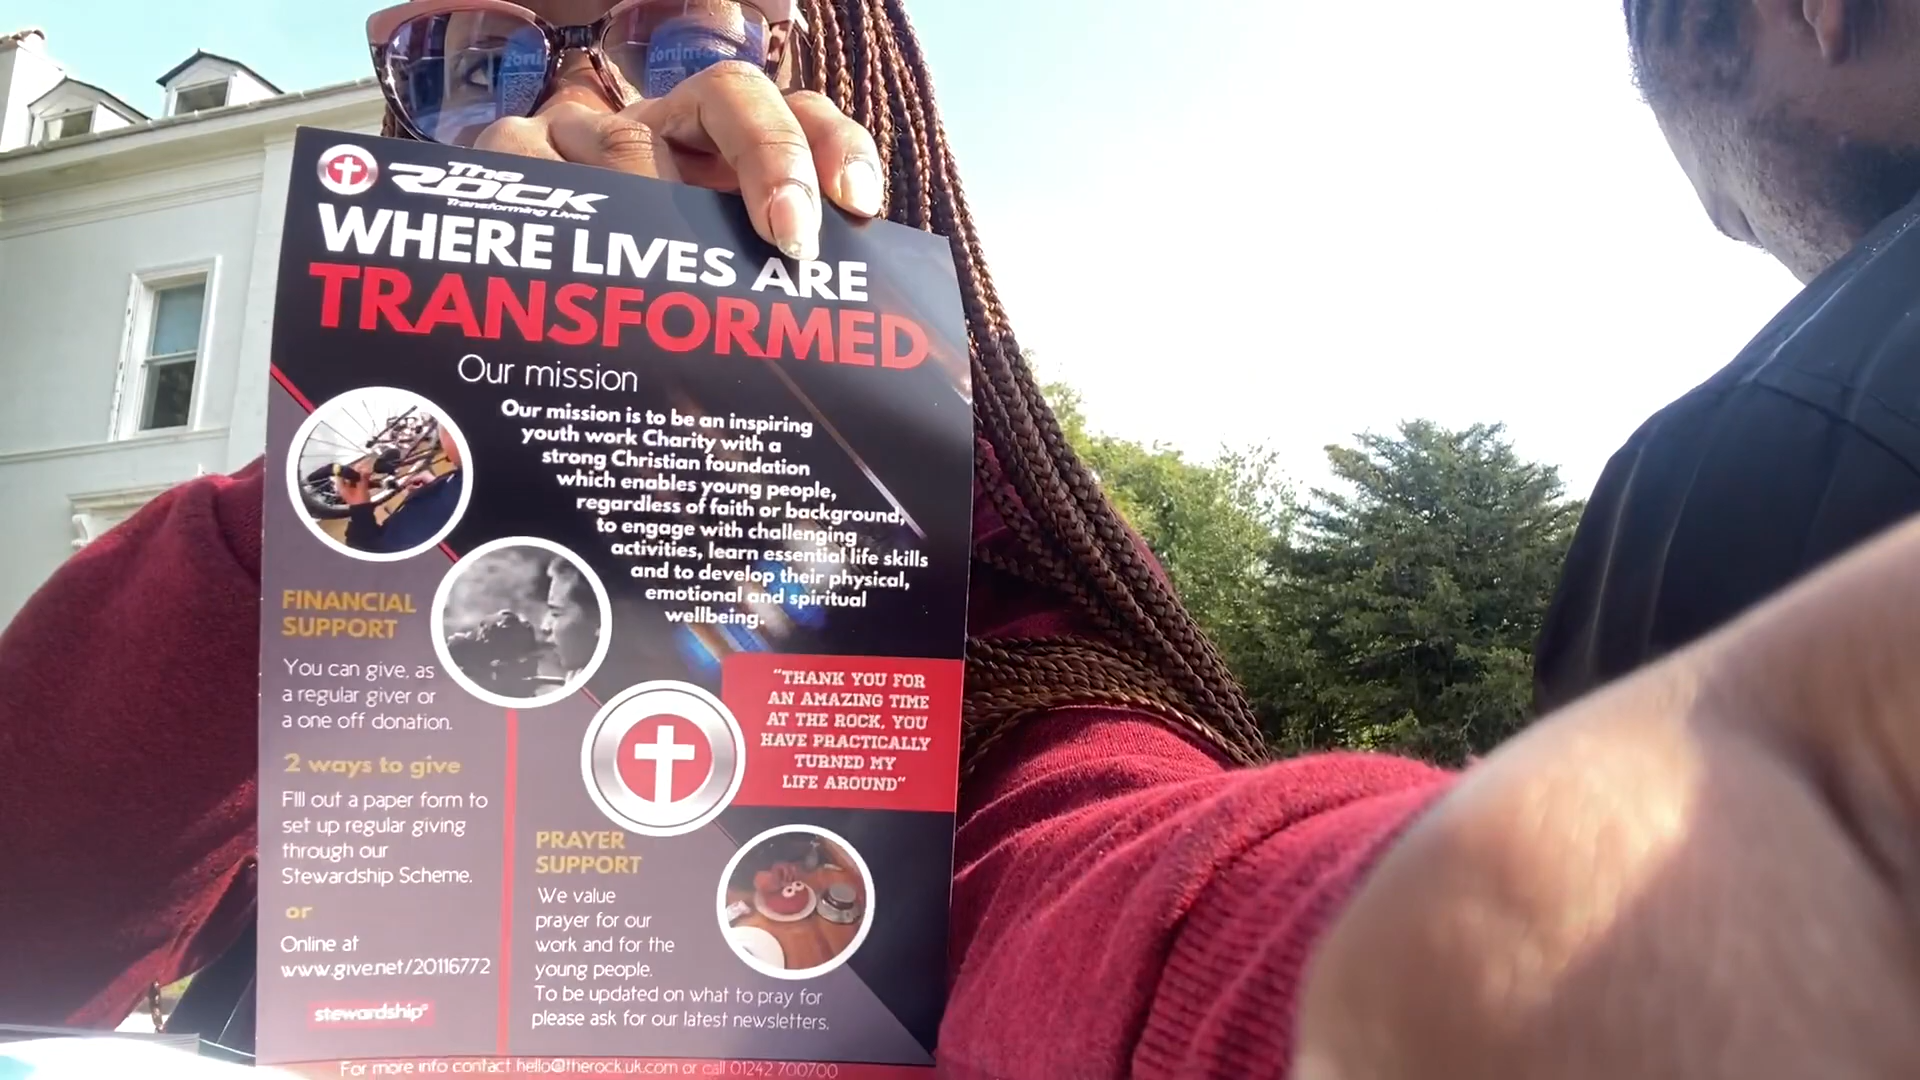 The
ROCK
Transforming Lives
WHERE LIVES ARE
TRANSFORMED
Our mission
Our mission is to be an inspiring
youth work Charity with a
strong Christian foundation
which enables young people,
regardless of faith or background,
to engage with challenging
activities, learn essential life skills
and to develop their physical,
emotional and spiritual
wellbeing.
FINANCIAL
SUPPORT
You can give, as
a regular giver or
a one off donation.
2 ways to give
Fill out a paper form to
set up regular giving
through our
Stewardship Scheme.
or
Online at
www.give.net/20116772
stewardship
"THANK YOU FOR
AN AMAZING TIME
AT THE ROCK, YOU
HAVE PRACTICALLY
TURNED MY
LIFE AROUND"
PRAYER
SUPPORT
We value
prayer for our
work and for the
young people.
To be updated on what to pray for
please ask for our latest newsletters.
For more info contact hello@therock.uk.com or call 01242 700700